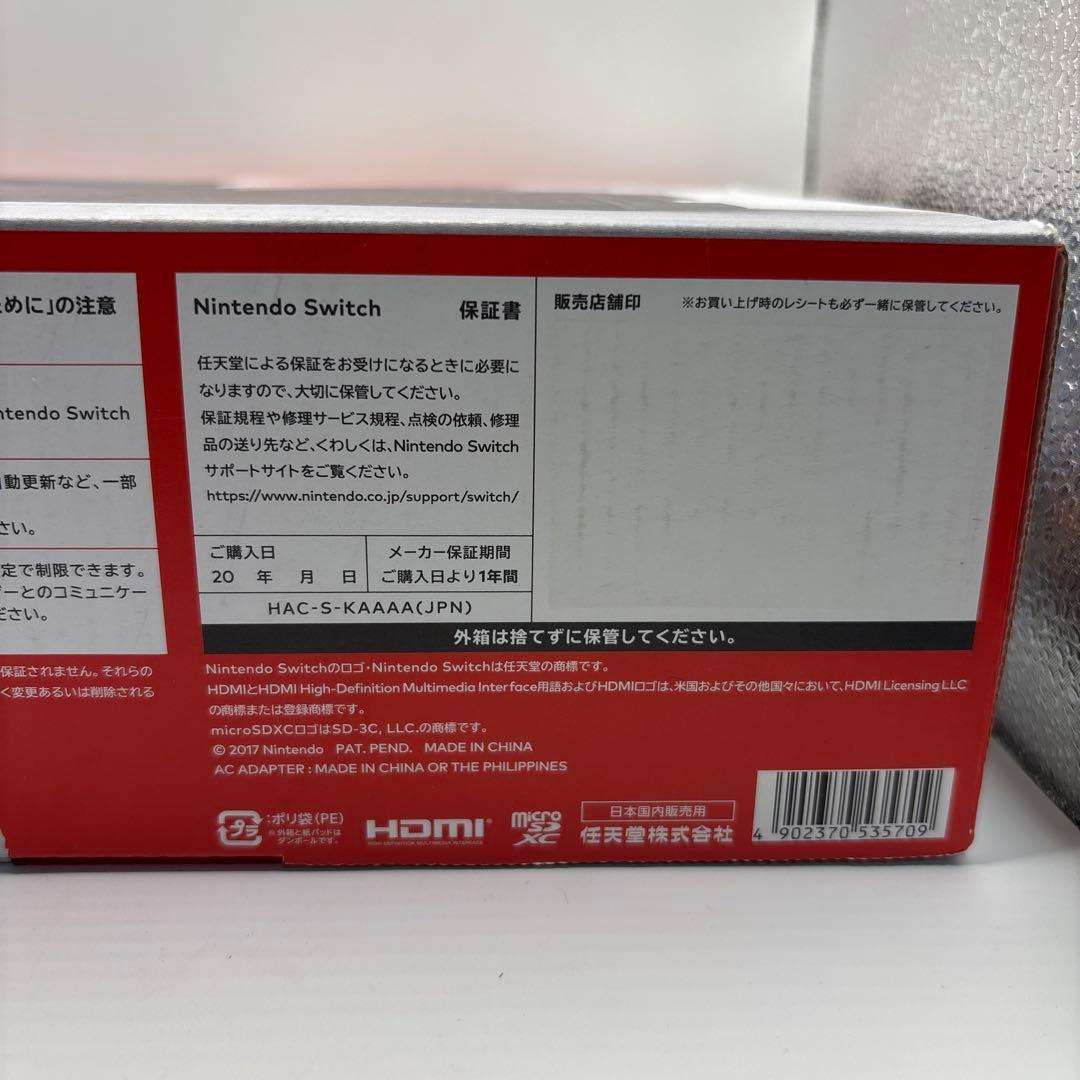 ために」の注意
ntendo Switch
自動更新など、一部
さい。
定で制限できます。
ーとのコミュニケー
ださい。
保証されません。それらの
く変更あるいは削除される
Nintendo Switch 保証書
任天堂による保証をお受けになるときに必要に
なりますので、大切に保管してください。
保証規程や修理サービス規程、点検の依頼、修理
品の送り先など、くわしくは、Nintendo Switch
サポートサイトをご覧ください。
https://www.nintendo.co.jp/support/switch/
ご購入日
20 年 月 日
メーカー保証期間
ご購入日より1年間
HAC-S-KAAAA(JPN)
販売店舗印 ※お買い上げ時のレシートも必ず一緒に保管してください。
外箱は捨てずに保管してください。
Nintendo Switchのロゴ・Nintendo Switchは任天堂の商標です。
HDMIとHDMI High-Definition Multimedia Interface用語およびHDMIロゴは、米国およびその他国々において、HDMI Licensing LLC
の商標または登録商標です。
microSDXCロゴはSD-3C, LLC.の商標です。
© 2017 Nintendo PAT. PEND. MADE IN CHINA
AC ADAPTER : MADE IN CHINA OR THE PHILIPPINES
プラ
:ポリ袋(PE)
※外箱と紙パッドは
ダンボールです。
HDMI
HIGH-DEFINITION MULTIMEDIA INTERFACE
micro
SD
XC
日本国内販売用
任天堂株式会社
4 902370 535709